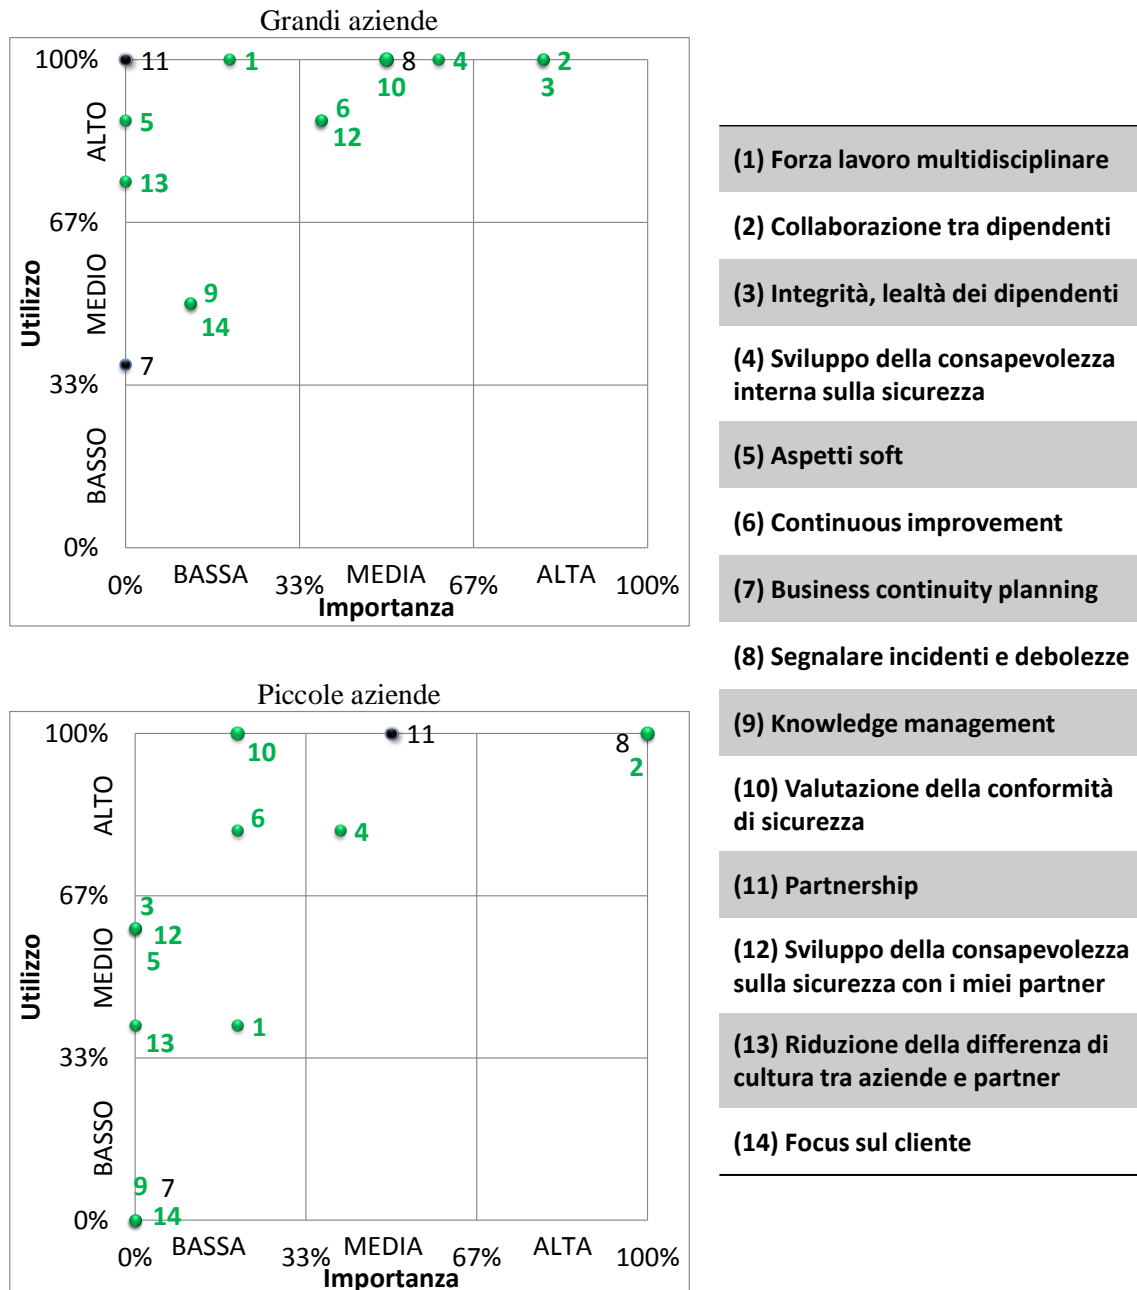 Grandi aziende
100%
11
1
8
4
2
10
3
ALTO
5
6
12
13
67%
Utilizzo
MEDIO
9
14
7
33%
BASSO
0%
0%
BASSA
33%
MEDIA
67%
ALTA
100%
Importanza
Piccole aziende
100%
10
11
8
2
ALTO
6
4
67%
3
12
5
Utilizzo
MEDIO
13
1
33%
BASSO
9
7
14
0%
0%
BASSA
33%
MEDIA
67%
ALTA
100%
Importanza
(1) Forza lavoro multidisciplinare
(2) Collaborazione tra dipendenti
(3) Integrità, lealtà dei dipendenti
(4) Sviluppo della consapevolezza
interna sulla sicurezza
(5) Aspetti soft
(6) Continuous improvement
(7) Business continuity planning
(8) Segnalare incidenti e debolezze
(9) Knowledge management
(10) Valutazione della conformità
di sicurezza
(11) Partnership
(12) Sviluppo della consapevolezza
sulla sicurezza con i miei partner
(13) Riduzione della differenza di
cultura tra aziende e partner
(14) Focus sul cliente